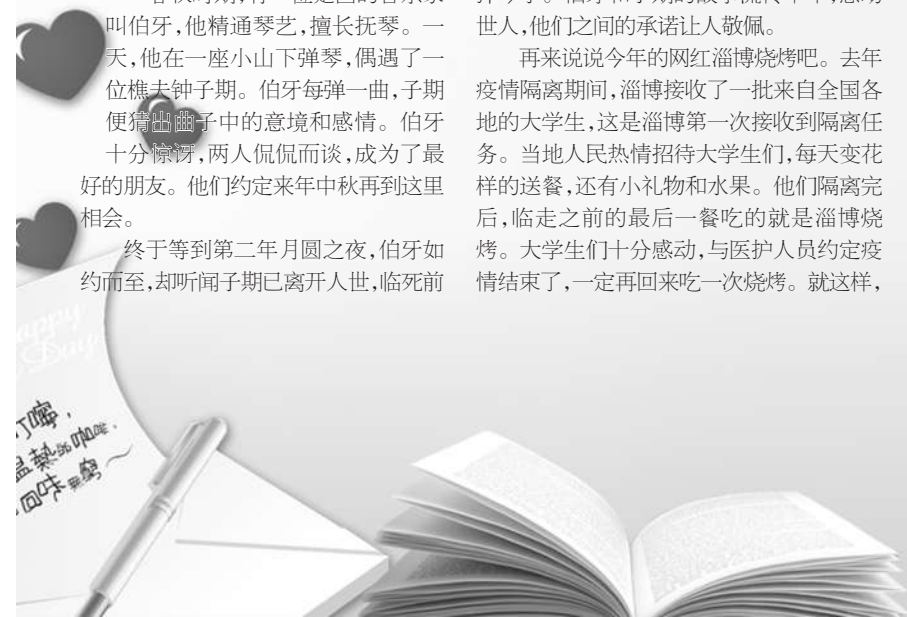 叫伯牙,他精通琴艺,擅长抚琴。一
天,他在一座小山下弹琴,偶遇了一
位樵夫钟子期。伯牙每弹一曲,子期
便猜出曲子中的意境和感情。伯牙
十分惊讶,两人侃侃而谈,成为了最
好的朋友。他们约定来年中秋再到这里
相会。
终于等到第二年月圆之夜,伯牙如
约而至,却听闻子期已离开人世,临死前
世人,他们之间的承诺让人敬佩。
再来说说今年的网红淄博烧烤吧。去年
疫情隔离期间,淄博接收了一批来自全国各
地的大学生,这是淄博第一次接收到隔离任
务。当地人民热情招待大学生们,每天变花
样的送餐,还有小礼物和水果。他们隔离完
后,临走之前的最后一餐吃的就是淄博烧
烤。大学生们十分感动,与医护人员约定疫
情结束了,一定再回来吃一次烧烤。就这样,
Happy
Day